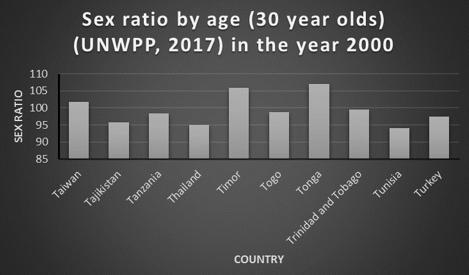 Sex ratio by age (30 year olds)
(UNWPP, 2017) in the year 2000
110
105
100
95
90
85
SEX RATIO
Taiwan
Tajikistan
Tanzania
Thailand
Timor
Togo
Tonga
Trinidad and Tobago
Tunisia
Turkey
COUNTRY